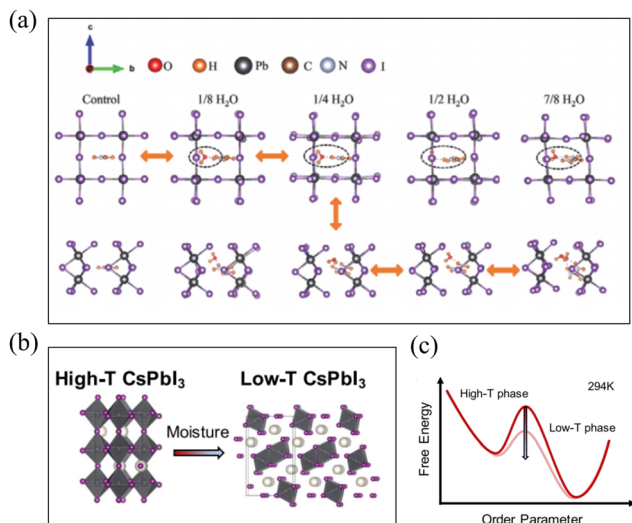 (a)
c
b
O H Pb C N I
Control 1/8 H₂O 1/4 H₂O 1/2 H₂O 7/8 H₂O
(b)
High-T CsPbI₃ Low-T CsPbI₃
Moisture
(c)
294K
High-T phase
Low-T phase
Free Energy
Order Parameter